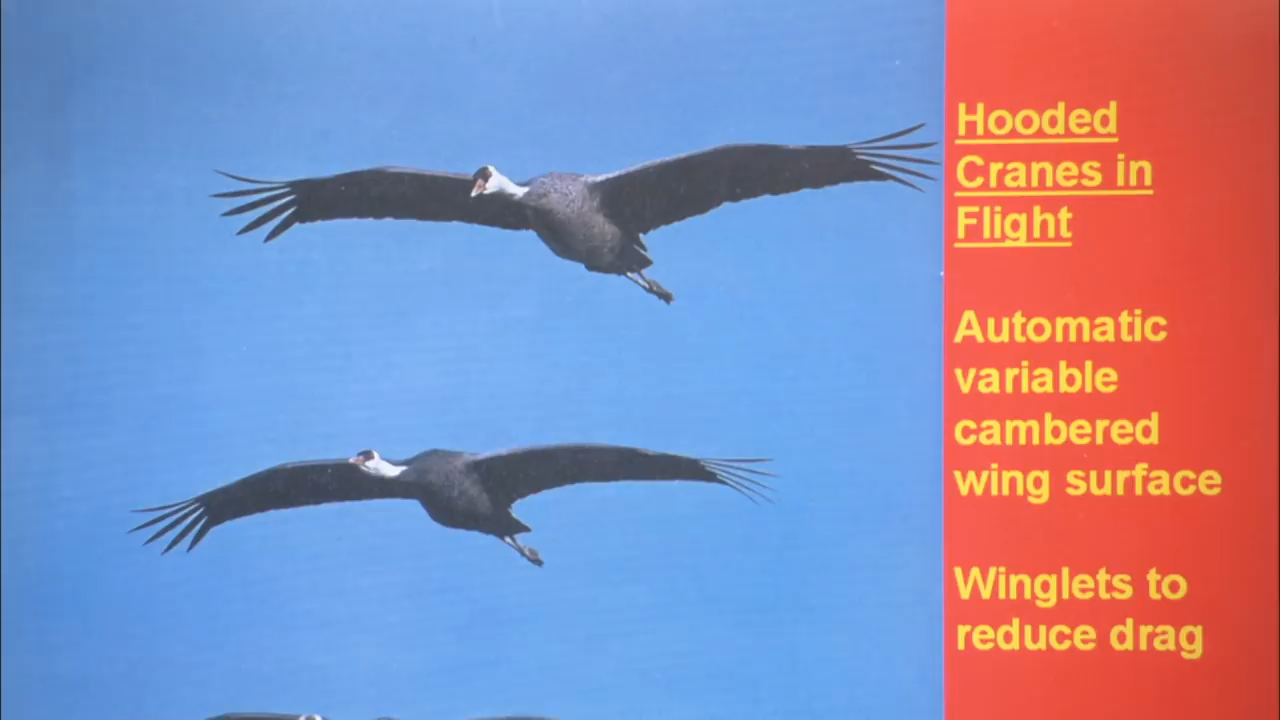 Hooded
Cranes in
Flight
Automatic
variable
cambered
wing surface
Winglets to
reduce drag